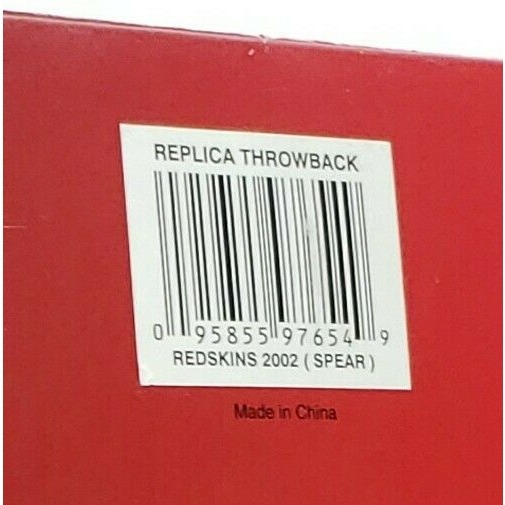 REPLICA THROWBACK
0 95855 97654 9
REDSKINS 2002 ( SPEAR )
Made in China